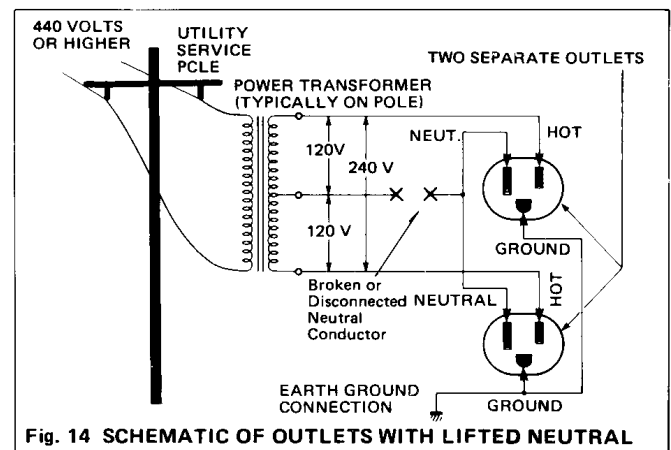 440 VOLTS
OR HIGHER
UTILITY
SERVICE
PCLE
TWO SEPARATE OUTLETS
POWER TRANSFORMER
(TYPICALLY ON POLE)
NEUT.
HOT
120V
240 V
120 V
GROUND
Broken or
Disconnected
Neutral
Conductor
NEUTRAL
HOT
EARTH GROUND
CONNECTION
GROUND
Fig. 14 SCHEMATIC OF OUTLETS WITH LIFTED NEUTRAL